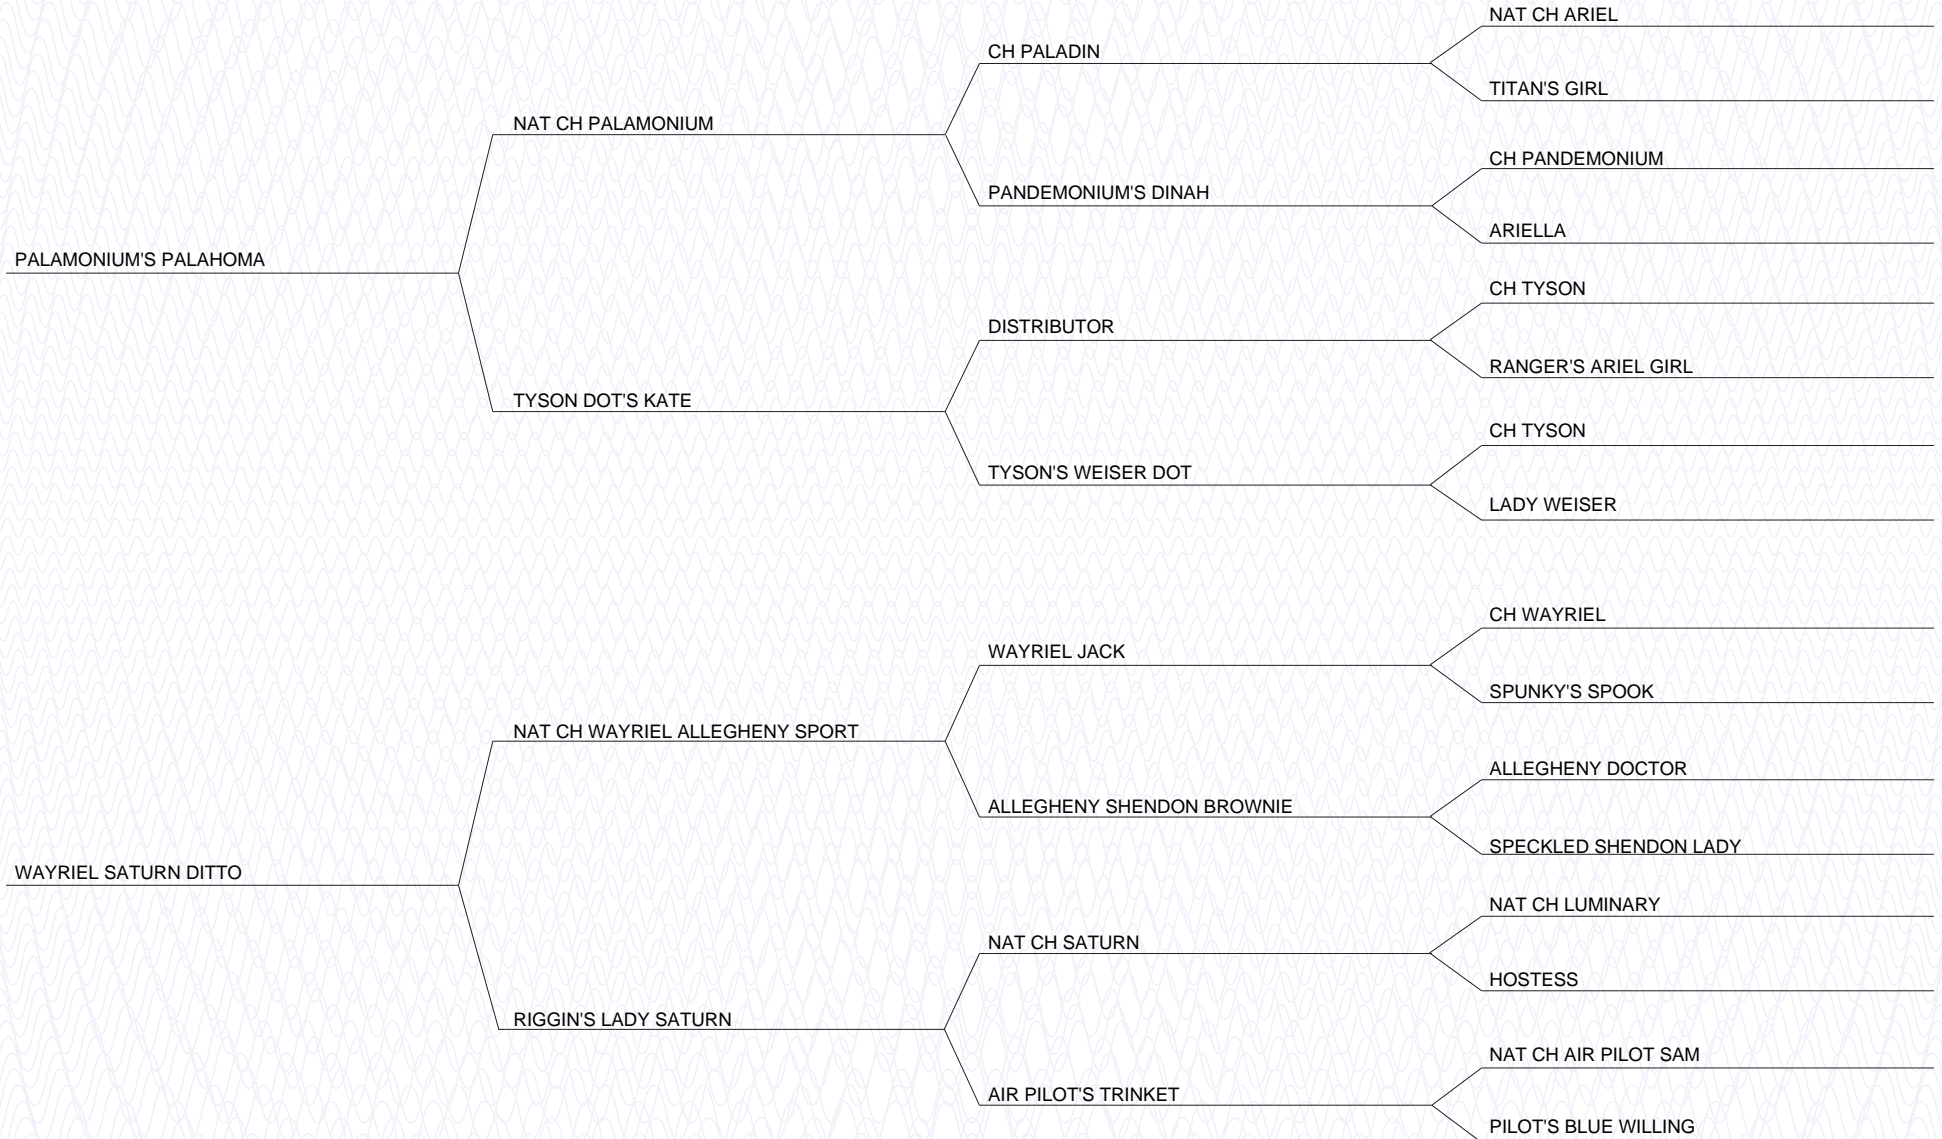 NAT CH ARIEL
CH PALADIN
TITAN'S GIRL
NAT CH PALAMONIUM
CH PANDEMONIUM
PANDEMONIUM'S DINAH
ARIELLA
PALAMONIUM'S PALAHOMA
CH TYSON
DISTRIBUTOR
RANGER'S ARIEL GIRL
TYSON DOT'S KATE
CH TYSON
TYSON'S WEISER DOT
LADY WEISER
CH WAYRIEL
WAYRIEL JACK
SPUNKY'S SPOOK
NAT CH WAYRIEL ALLEGHENY SPORT
ALLEGHENY DOCTOR
ALLEGHENY SHENDON BROWNIE
SPECKLED SHENDON LADY
WAYRIEL SATURN DITTO
NAT CH LUMINARY
NAT CH SATURN
HOSTESS
RIGGIN'S LADY SATURN
NAT CH AIR PILOT SAM
AIR PILOT'S TRINKET
PILOT'S BLUE WILLING